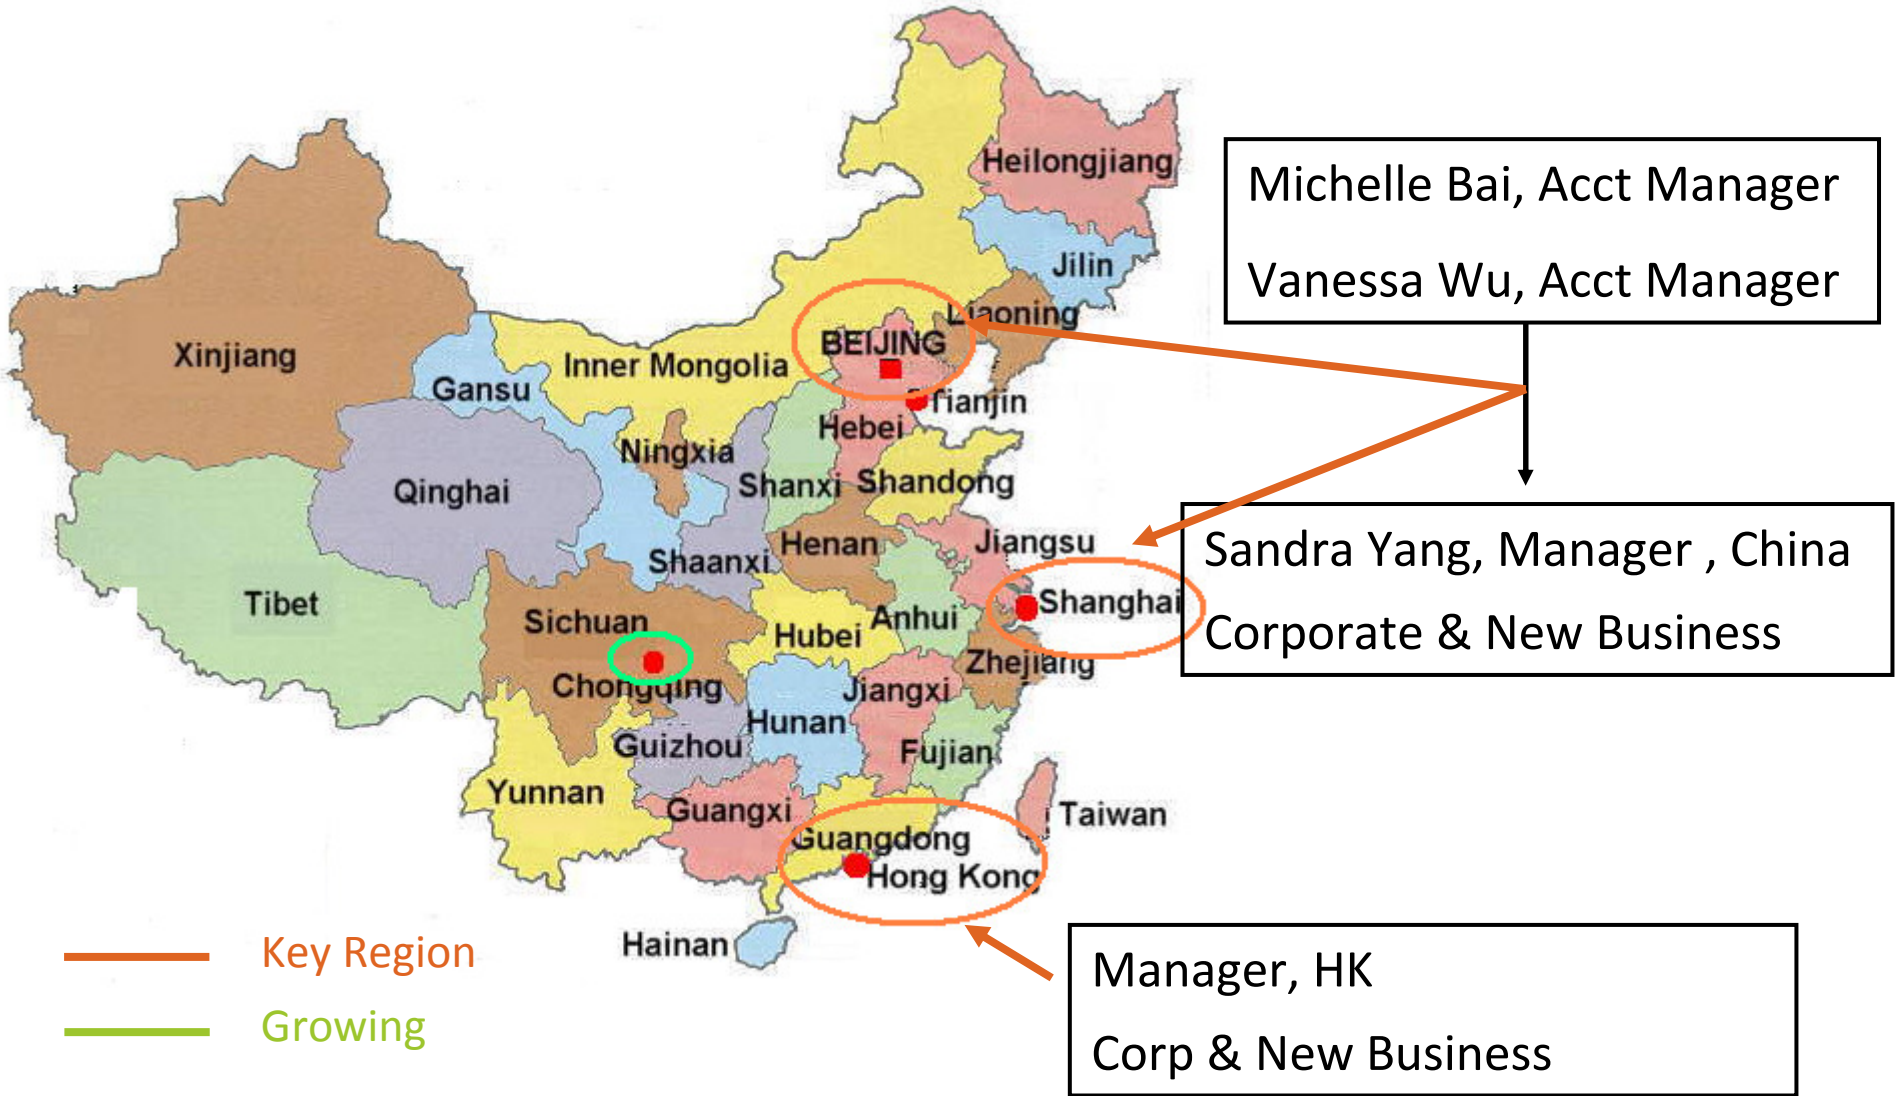 Heilongjiang
Michelle Bai, Acct Manager
Vanessa Wu, Acct Manager
Jilin
Liaoning
BEIJING
Xinjiang
Inner Mongolia
Gansu
Tianjin
Hebei
Ningxia
Shanxi
Shandong
Qinghai
Jiangsu
Henan
Shaanxi
Sandra Yang, Manager , China
Corporate & New Business
Shanghai
Tibet
Sichuan
Anhui
Hubei
Zhejiang
Chongqing
Jiangxi
Hunan
Guizhou
Fujian
Yunnan
Guangxi
Taiwan
Guangdong
Hong Kong
Hainan
Key Region
Growing
Manager, HK
Corp & New Business